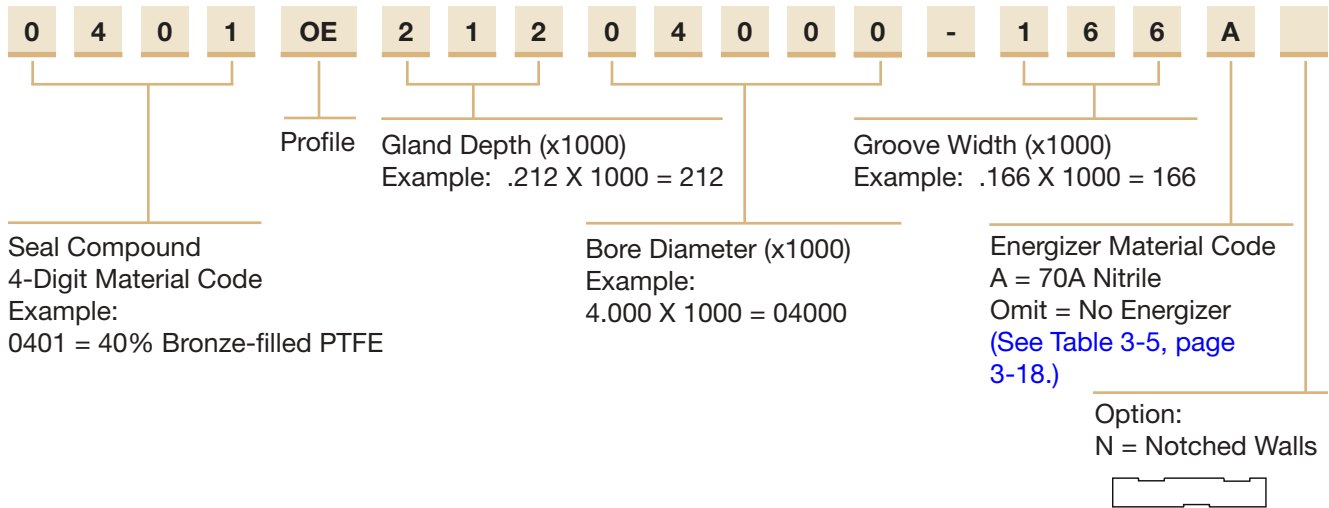 0 4 0 1 OE 2 1 2 0 4 0 0 0 - 1 6 6 A
Profile
Gland Depth (x1000)
Example: .212 X 1000 = 212
Groove Width (x1000)
Example: .166 X 1000 = 166
Seal Compound
4-Digit Material Code
Example:
0401 = 40% Bronze-filled PTFE
Bore Diameter (x1000)
Example:
4.000 X 1000 = 04000
Energizer Material Code
A = 70A Nitrile
Omit = No Energizer
(See Table 3-5, page
3-18.)
Option:
N = Notched Walls